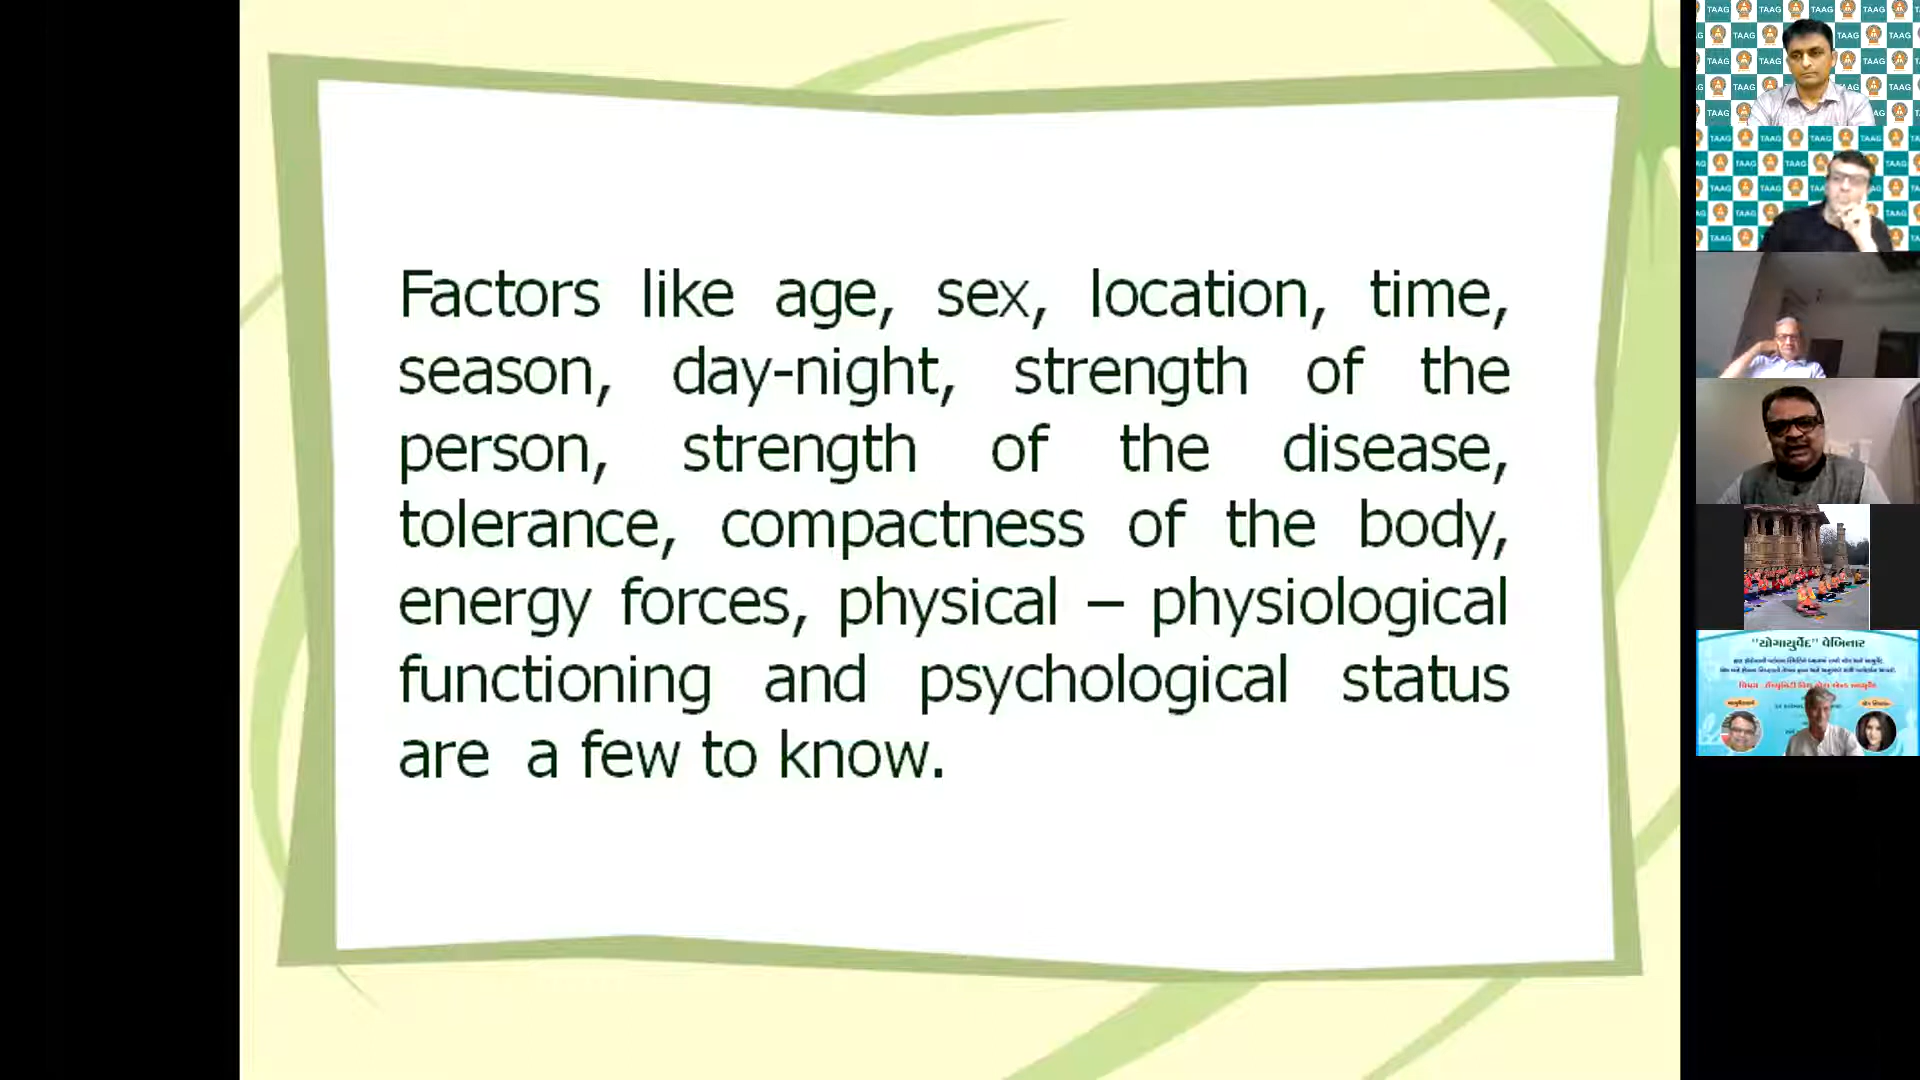 Factors like age, sex, location, time,
season, day-night, strength of the
person, strength of the disease,
tolerance, compactness of the body,
energy forces, physical – physiological
functioning and psychological status
are a few to know.
TAAG
"યોગાયુર્વેદ" વેબિનાર